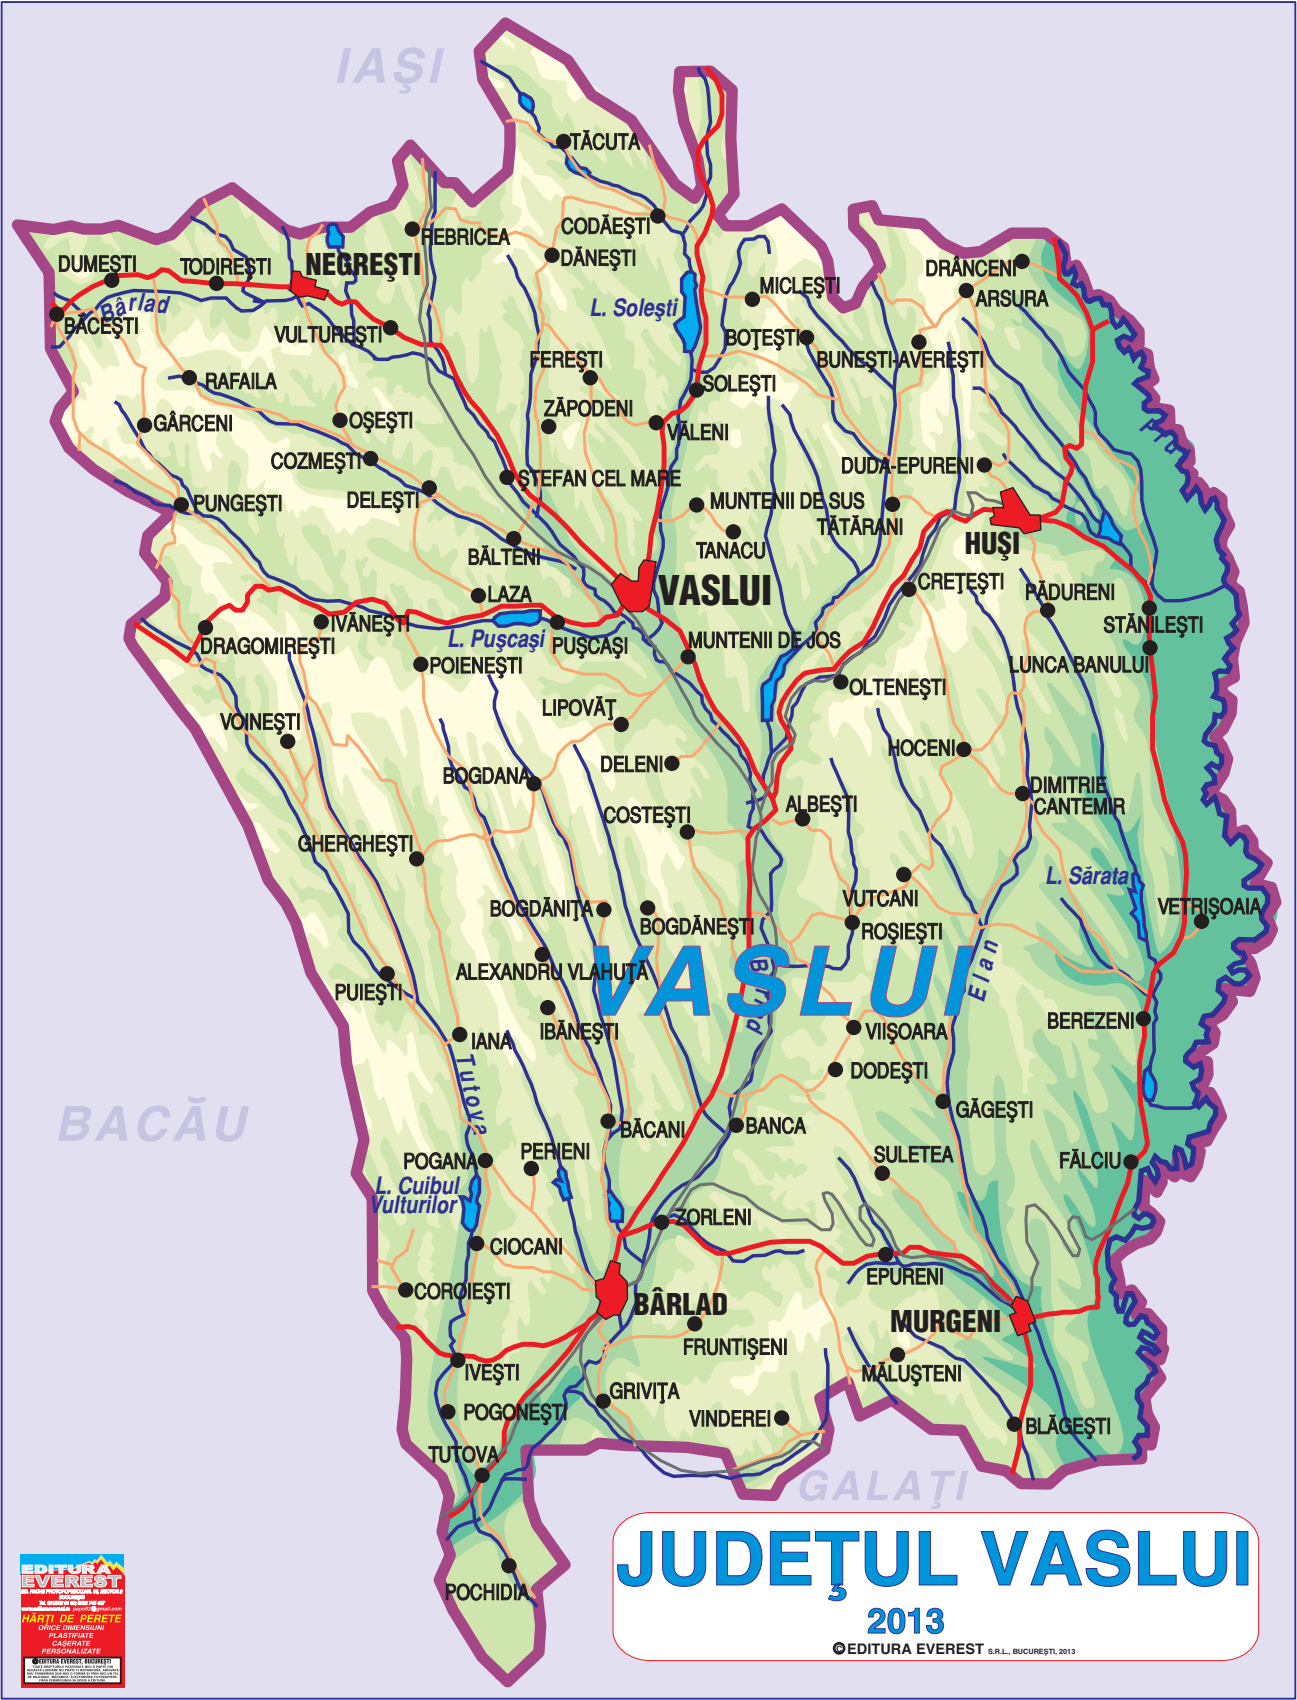 IAŞI
TĂCUTA
CODĂEŞTI
REBRICEA
DĂNEŞTI
DUMEŞTI
TODIREŞTI
NEGREŞTI
DRÂNCENI
MICLEŞTI
ARSURA
Bârlad
L. Soleşti
BĂCEŞTI
VULTUREŞTI
BOŢEŞTI
BUNEŞTI-AVEREŞTI
FEREŞTI
RAFAILA
SOLEŞTI
ZĂPODENI
GÂRCENI
OŞEŞTI
VĂLENI
Pru
COZMEŞTI
DUDA-EPURENI
ŞTEFAN CEL MARE
DELEŞTI
PUNGEŞTI
MUNTENII DE SUS
TĂTĂRANI
HUŞI
TANACU
BĂLTENI
CREŢEŞTI
VASLUI
PĂDURENI
LAZA
IVĂNEŞTI
STĂNILEŞTI
L. Puşcaşi
PUŞCAŞI
MUNTENII DE JOS
DRAGOMIREŞTI
POIENEŞTI
LUNCA BANULUI
OLTENEŞTI
LIPOVĂŢ
VOINEŞTI
HOCENI
DELENI
BOGDANA
DIMITRIE
CANTEMIR
ALBEŞTI
COSTEŞTI
GHERGHEŞTI
L. Sărata
VUTCANI
BOGDĂNIŢA
VETRIŞOAIA
BOGDĂNEŞTI
ROŞIEŞTI
ALEXANDRU VLAHUŢĂ
VASLUI
Bârlad
Elan
PUIEŞTI
IBĂNEŞTI
IANA
VIIŞOARA
BEREZENI
DODEŞTI
Tutova
GĂGEŞTI
BACĂU
BĂCANI
BANCA
PERIENI
POGANA
SULETEA
FĂLCIU
L. Cuibul
Vulturilor
ZORLENI
CIOCANI
EPURENI
COROIEŞTI
BÂRLAD
MURGENI
FRUNTIŞENI
IVEŞTI
MĂLUŞTENI
GRIVIŢA
POGONEŞTI
VINDEREI
BLĂGEŞTI
TUTOVA
GALAŢI
POCHIDIA
JUDEŢUL VASLUI
2013
©EDITURA EVEREST S.R.L., BUCUREŞTI, 2013
EDITURA
EVEREST
HĂRŢI DE PERETE
ORICE DIMENSIUNI
PLASTIFIATE
CAŞERATE
PERSONALIZATE
©EDITURA EVEREST, BUCUREŞTI